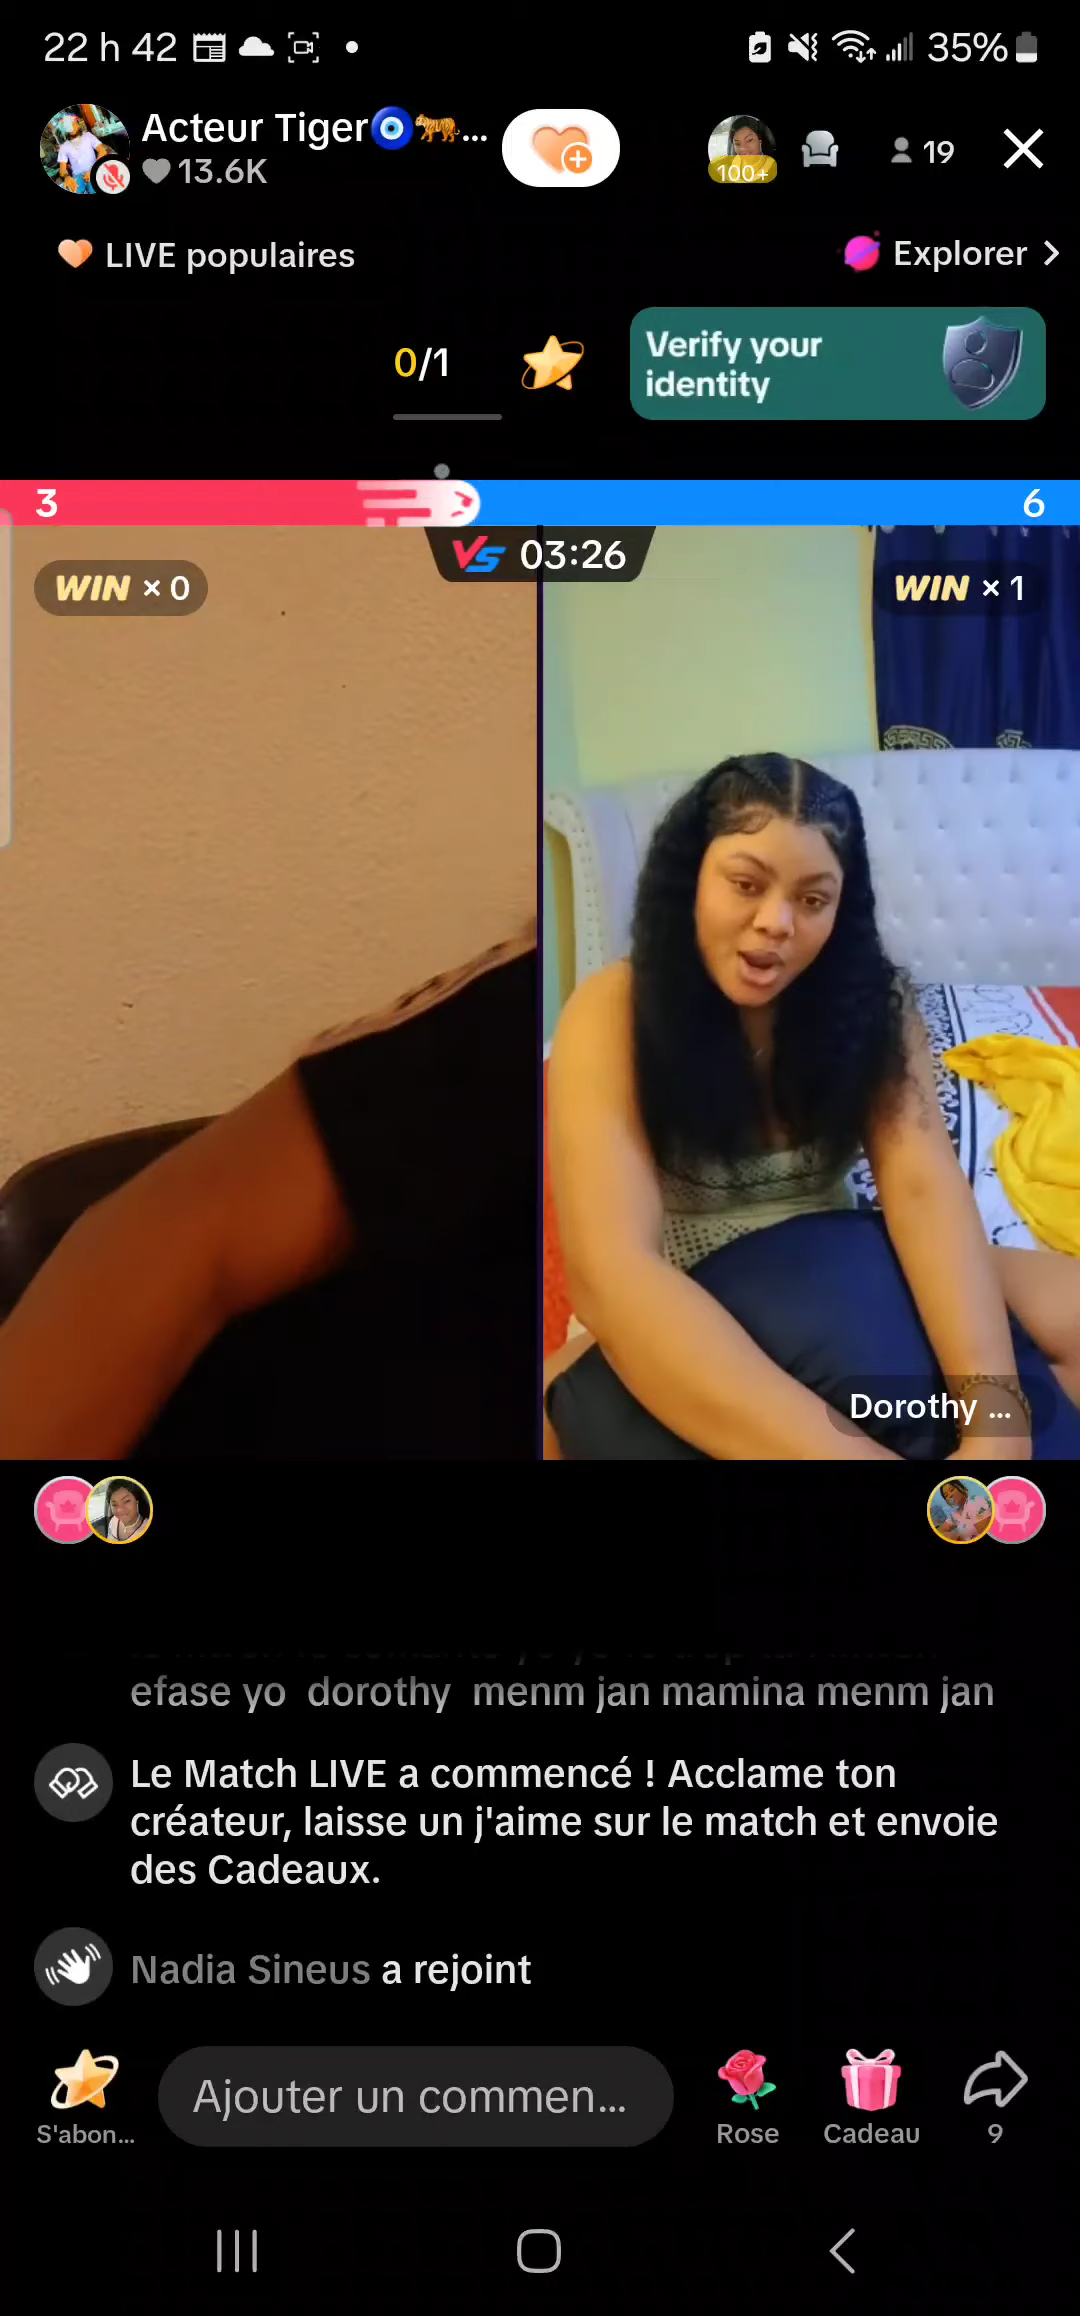 22 h 42
35%
Acteur Tiger🧿🐅...
13.6K
100+
19
LIVE populaires
Explorer
0/1
Verify your
identity
3
6
VS 03:26
WIN × 0
WIN × 1
Dorothy ...
efase yo dorothy menm jan mamina menm jan
Le Match LIVE a commencé ! Acclame ton
créateur, laisse un j'aime sur le match et envoie
des Cadeaux.
Nadia Sineus a rejoint
S'abon...
Ajouter un commen...
Rose
Cadeau
9